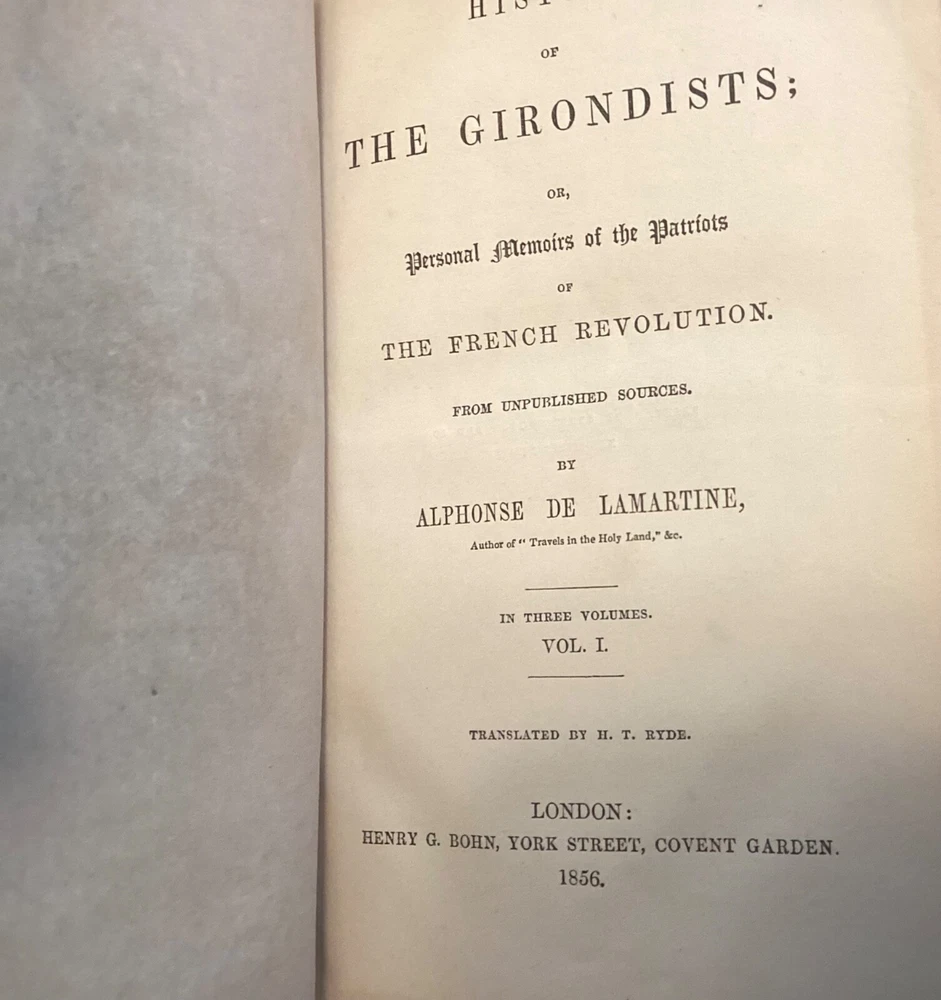 OF
THE GIRONDISTS;
OR,
Personal Memoirs of the Patriots
OF
THE FRENCH REVOLUTION.
FROM UNPUBLISHED SOURCES.
BY
ALPHONSE DE LAMARTINE,
Author of "Travels in the Holy Land," &c.
IN THREE VOLUMES.
VOL. I.
TRANSLATED BY H. T. RYDE.
LONDON:
HENRY G. BOHN, YORK STREET, COVENT GARDEN.
1856.